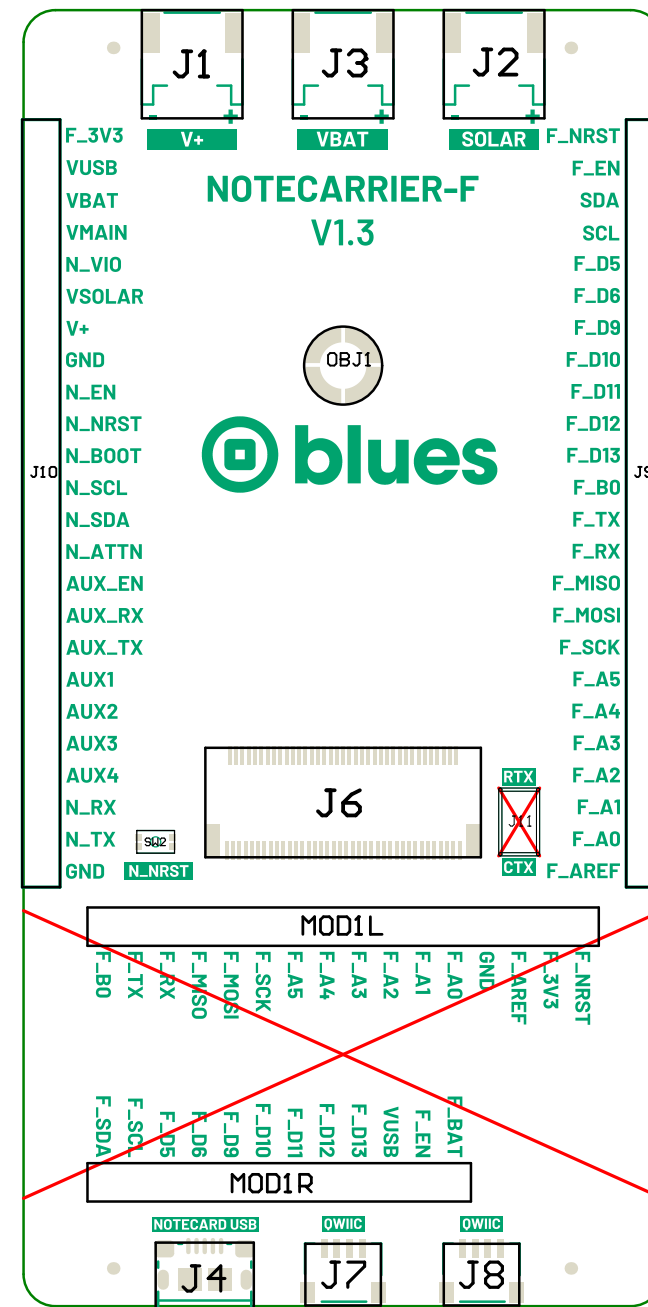 J1 J3 J2
- + - + - +
V+ VBAT SOLAR
F_3V3 F_NRST
VUSB F_EN
VBAT SDA
VMAIN SCL
N_VIO F_D5
VSOLAR F_D6
V+ F_D9
GND F_D10
N_EN F_D11
N_NRST F_D12
N_BOOT F_D13
N_SCL F_B0
N_SDA F_TX
N_ATTN F_RX
AUX_EN F_MISO
AUX_RX F_MOSI
AUX_TX F_SCK
AUX1 F_A5
AUX2 F_A4
AUX3 F_A3
AUX4 F_A2
N_RX F_A1
N_TX F_A0
GND F_AREF
NOTECARRIER-F
V1.3
OBJ1
blues
J10 J9
J6
RTX
J11
CTX
SW2
N_NRST
MOD1L
F_B0
F_TX
F_RX
F_MISO
F_MOSI
F_SCK
F_A5
F_A4
F_A3
F_A2
F_A1
F_A0
GND
F_AREF
F_3V3
F_NRST
F_SDA
F_SCL
F_D5
F_D6
F_D9
F_D10
F_D11
F_D12
F_D13
VUSB
F_EN
F_BAT
MOD1R
NOTECARD USB QWIIC QWIIC
J4 J7 J8